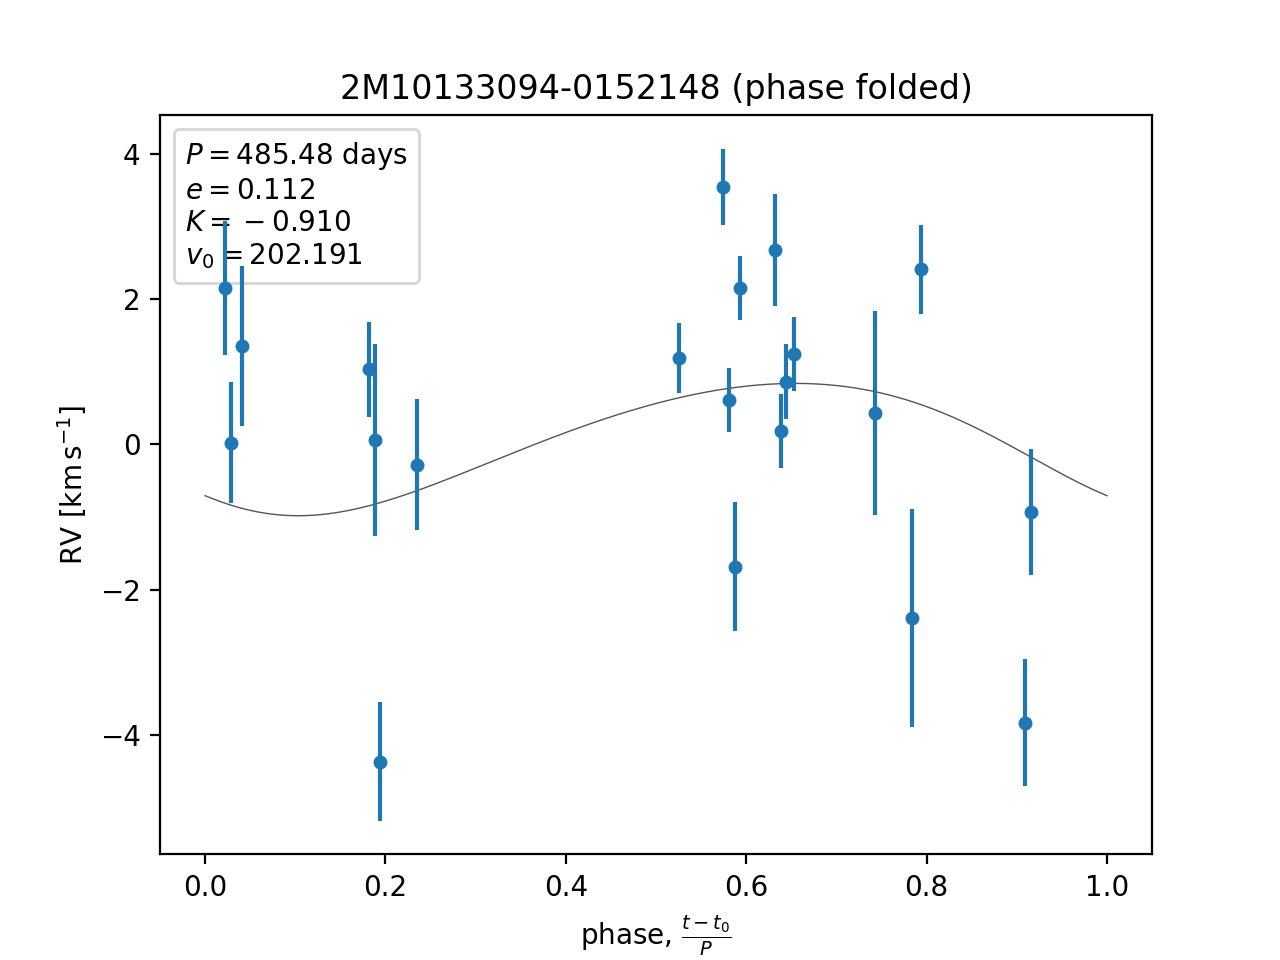 2M10133094-0152148 (phase folded)
P = 485.48 days
e = 0.112
K = −0.910
v₀ = 202.191
4
2
0
−2
−4
RV [km s⁻¹]
0.0 0.2 0.4 0.6 0.8 1.0
phase, (t − t₀)/P